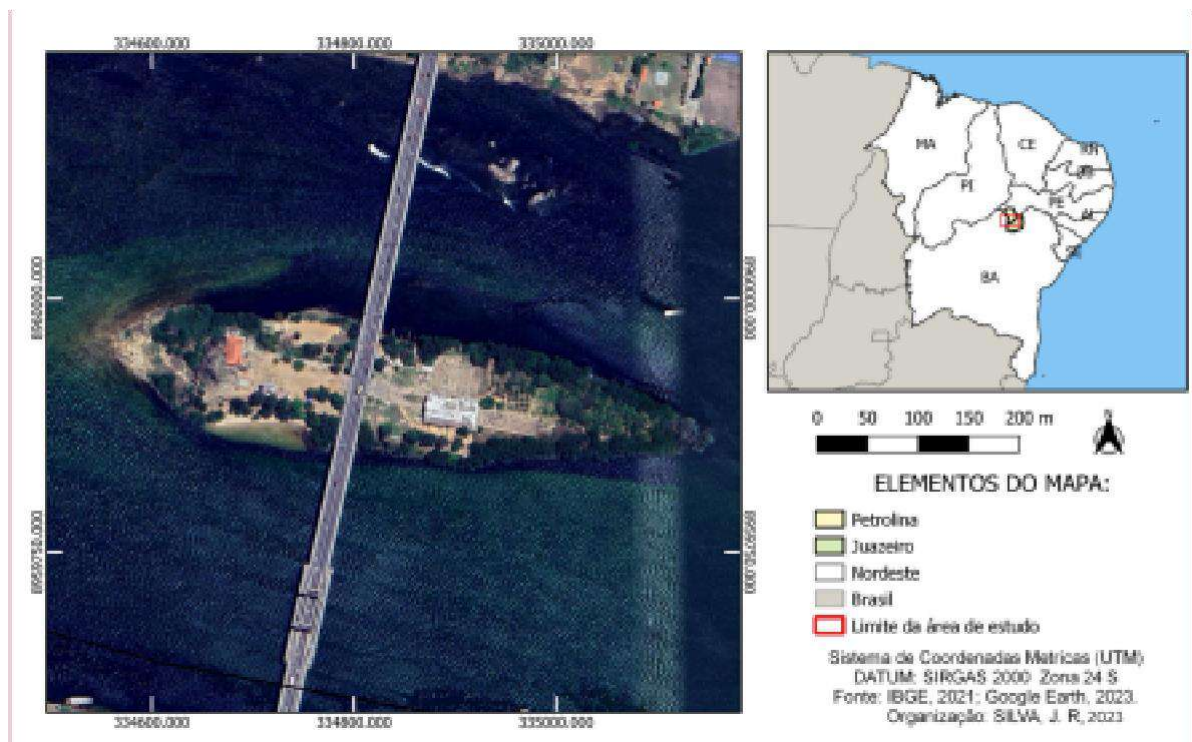 334600.000 334800.000 335000.000
334600.000 334800.000 335000.000
MA
CE
RN
PI
PE
AL
BA
0 50 100 150 200 m
ELEMENTOS DO MAPA:
Petrolina
Juazeiro
Nordeste
Brasil
Limite da área de estudo
Sistema de Coordenadas Metricas (UTM)
DATUM: SIRGAS 2000 Zona 24 S
Fonte: IBGE, 2021; Google Earth, 2023.
Organização: SILVA, J. R, 2023